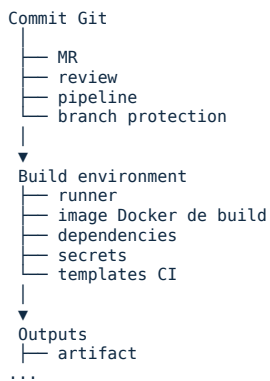 Commit Git
│
├── MR
├── review
├── pipeline
└── branch protection
│
▼
Build environment
├── runner
├── image Docker de build
├── dependencies
├── secrets
└── templates CI
│
▼
Outputs
├── artifact
...